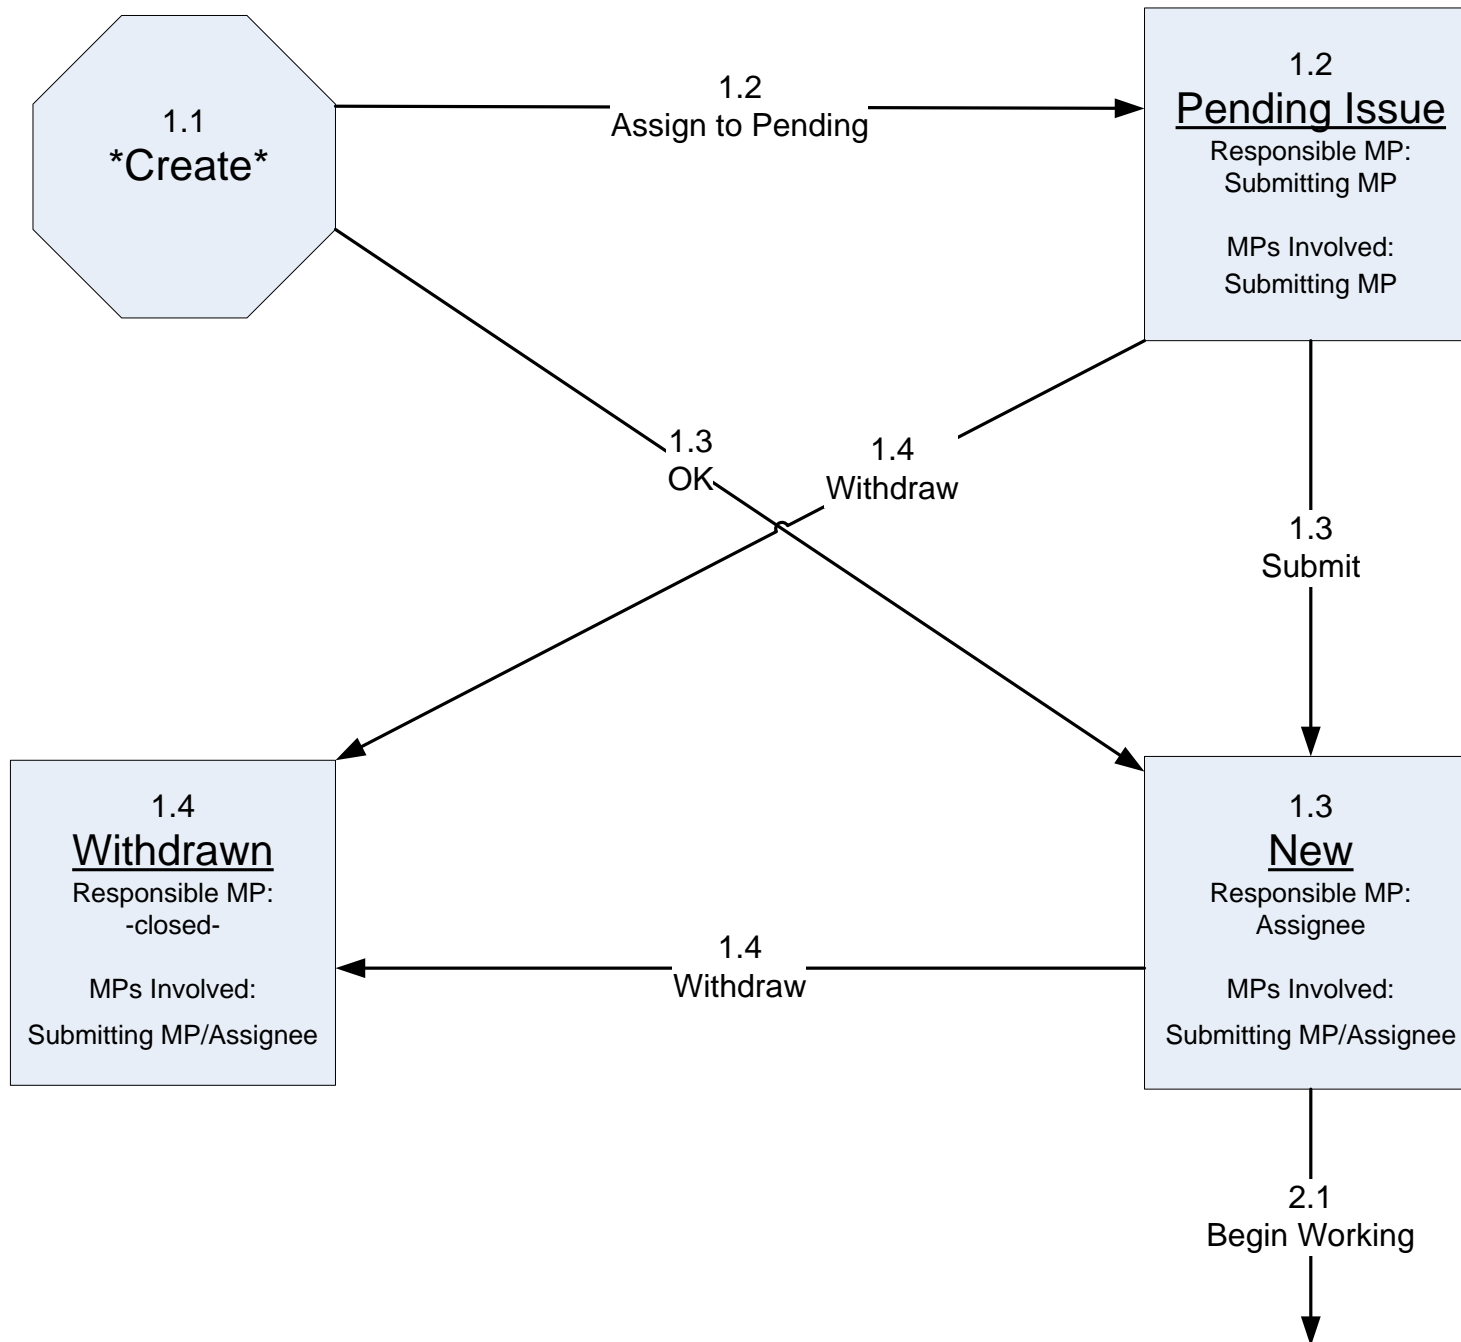 1.1
*Create*
1.2
Assign to Pending
1.2
Pending Issue
Responsible MP:
Submitting MP
MPs Involved:
Submitting MP
1.3
OK
1.4
Withdraw
1.3
Submit
1.4
Withdrawn
Responsible MP:
-closed-
MPs Involved:
Submitting MP/Assignee
1.4
Withdraw
1.3
New
Responsible MP:
Assignee
MPs Involved:
Submitting MP/Assignee
2.1
Begin Working